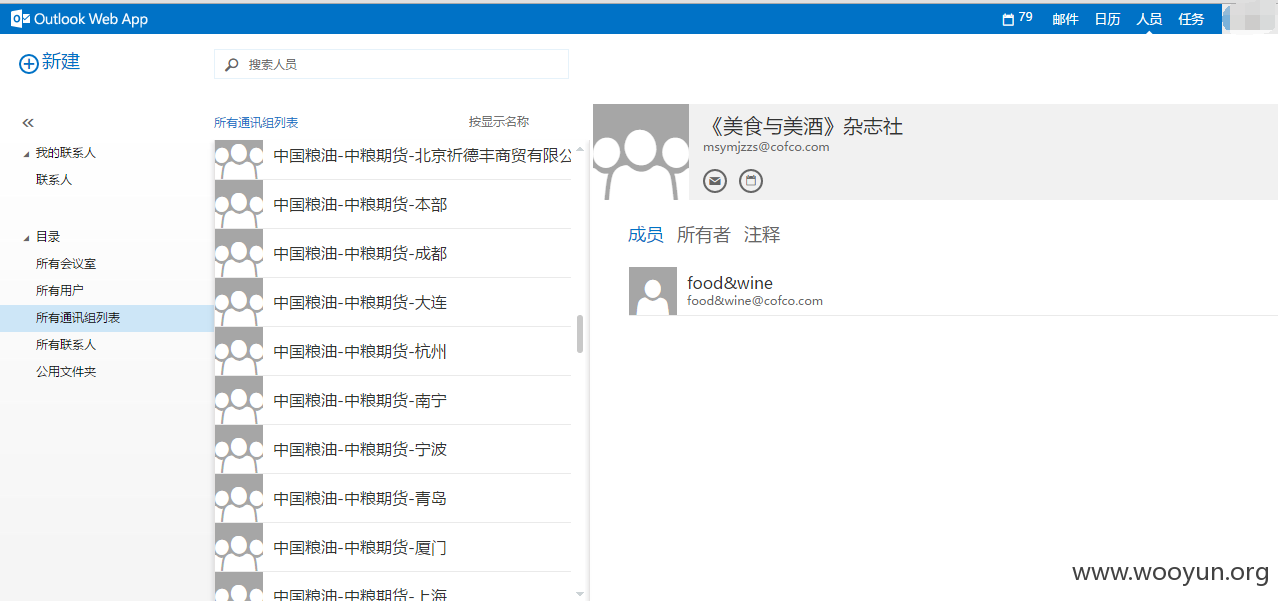 Outlook Web App
79 邮件 日历 人员 任务
新建
搜索人员
«
所有通讯组列表 按显示名称
我的联系人
联系人
目录
所有会议室
所有用户
所有通讯组列表
所有联系人
公用文件夹
中国粮油-中粮期货-北京祈德丰商贸有限公
中国粮油-中粮期货-本部
中国粮油-中粮期货-成都
中国粮油-中粮期货-大连
中国粮油-中粮期货-杭州
中国粮油-中粮期货-南宁
中国粮油-中粮期货-宁波
中国粮油-中粮期货-青岛
中国粮油-中粮期货-厦门
中国粮油-中粮期货-上海
《美食与美酒》杂志社
msymjzzs@cofco.com
成员 所有者 注释
food&wine
food&wine@cofco.com
www.wooyun.org